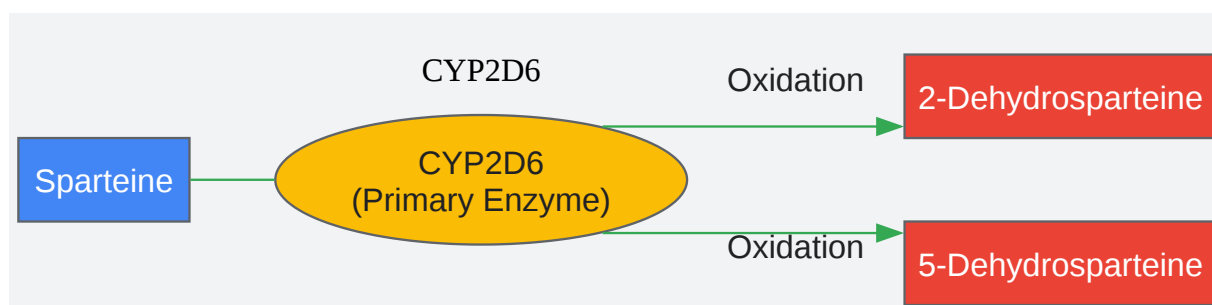 CYP2D6
Sparteine
CYP2D6
(Primary Enzyme)
Oxidation
2-Dehydrosparteine
Oxidation
5-Dehydrosparteine